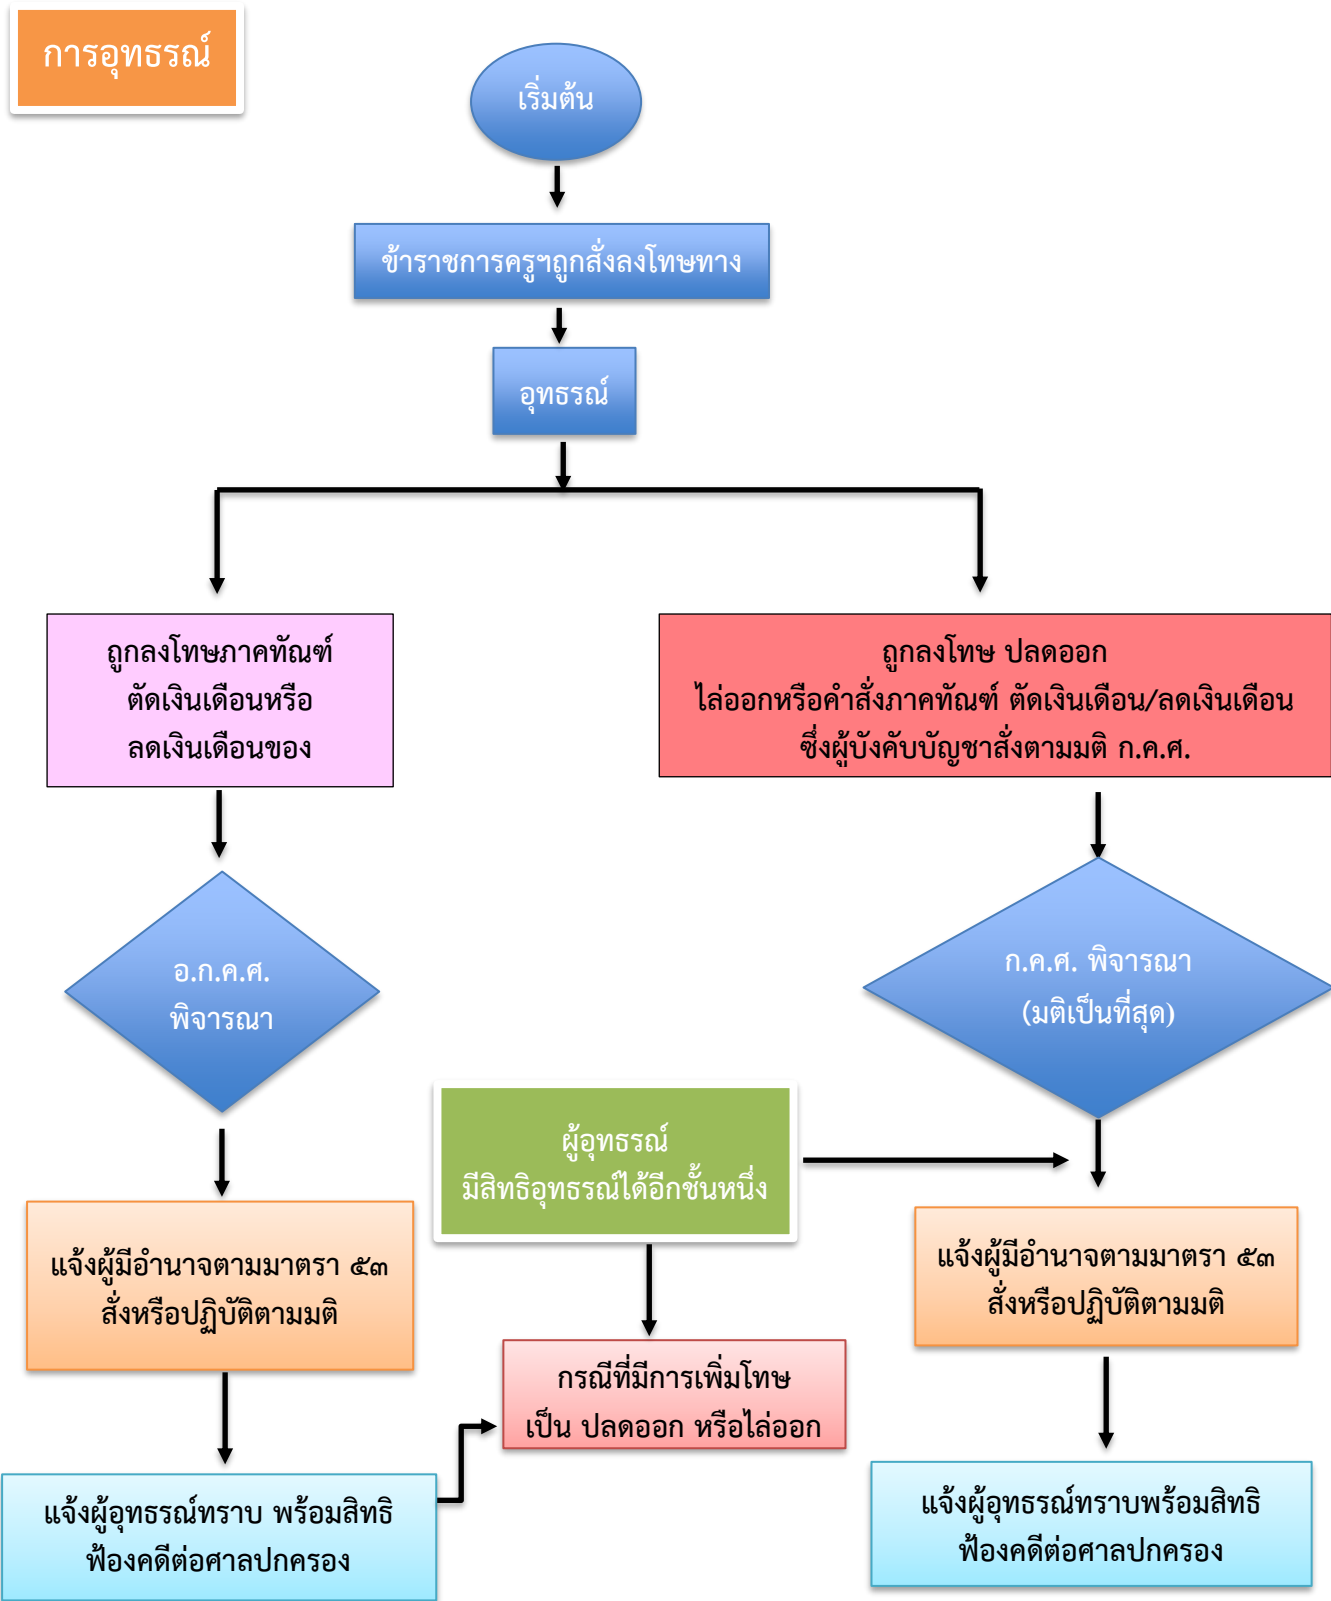 การอุทธรณ์
เริ่มต้น
ข้าราชการครูฯถูกสั่งลงโทษทาง
อุทธรณ์
ถูกลงโทษภาคทัณฑ์
ตัดเงินเดือนหรือ
ลดเงินเดือนของ
ถูกลงโทษ ปลดออก
ไล่ออกหรือคำสั่งภาคทัณฑ์ ตัดเงินเดือน/ลดเงินเดือน
ซึ่งผู้บังคับบัญชาสั่งตามมติ ก.ค.ศ.
อ.ก.ค.ศ.
พิจารณา
ก.ค.ศ. พิจารณา
(มติเป็นที่สุด)
ผู้อุทธรณ์
มีสิทธิอุทธรณ์ได้อีกชั้นหนึ่ง
แจ้งผู้มีอำนาจตามมาตรา ๕๓
สั่งหรือปฏิบัติตามมติ
แจ้งผู้มีอำนาจตามมาตรา ๕๓
สั่งหรือปฏิบัติตามมติ
กรณีที่มีการเพิ่มโทษ
เป็น ปลดออก หรือไล่ออก
แจ้งผู้อุทธรณ์ทราบ พร้อมสิทธิ
ฟ้องคดีต่อศาลปกครอง
แจ้งผู้อุทธรณ์ทราบพร้อมสิทธิ
ฟ้องคดีต่อศาลปกครอง